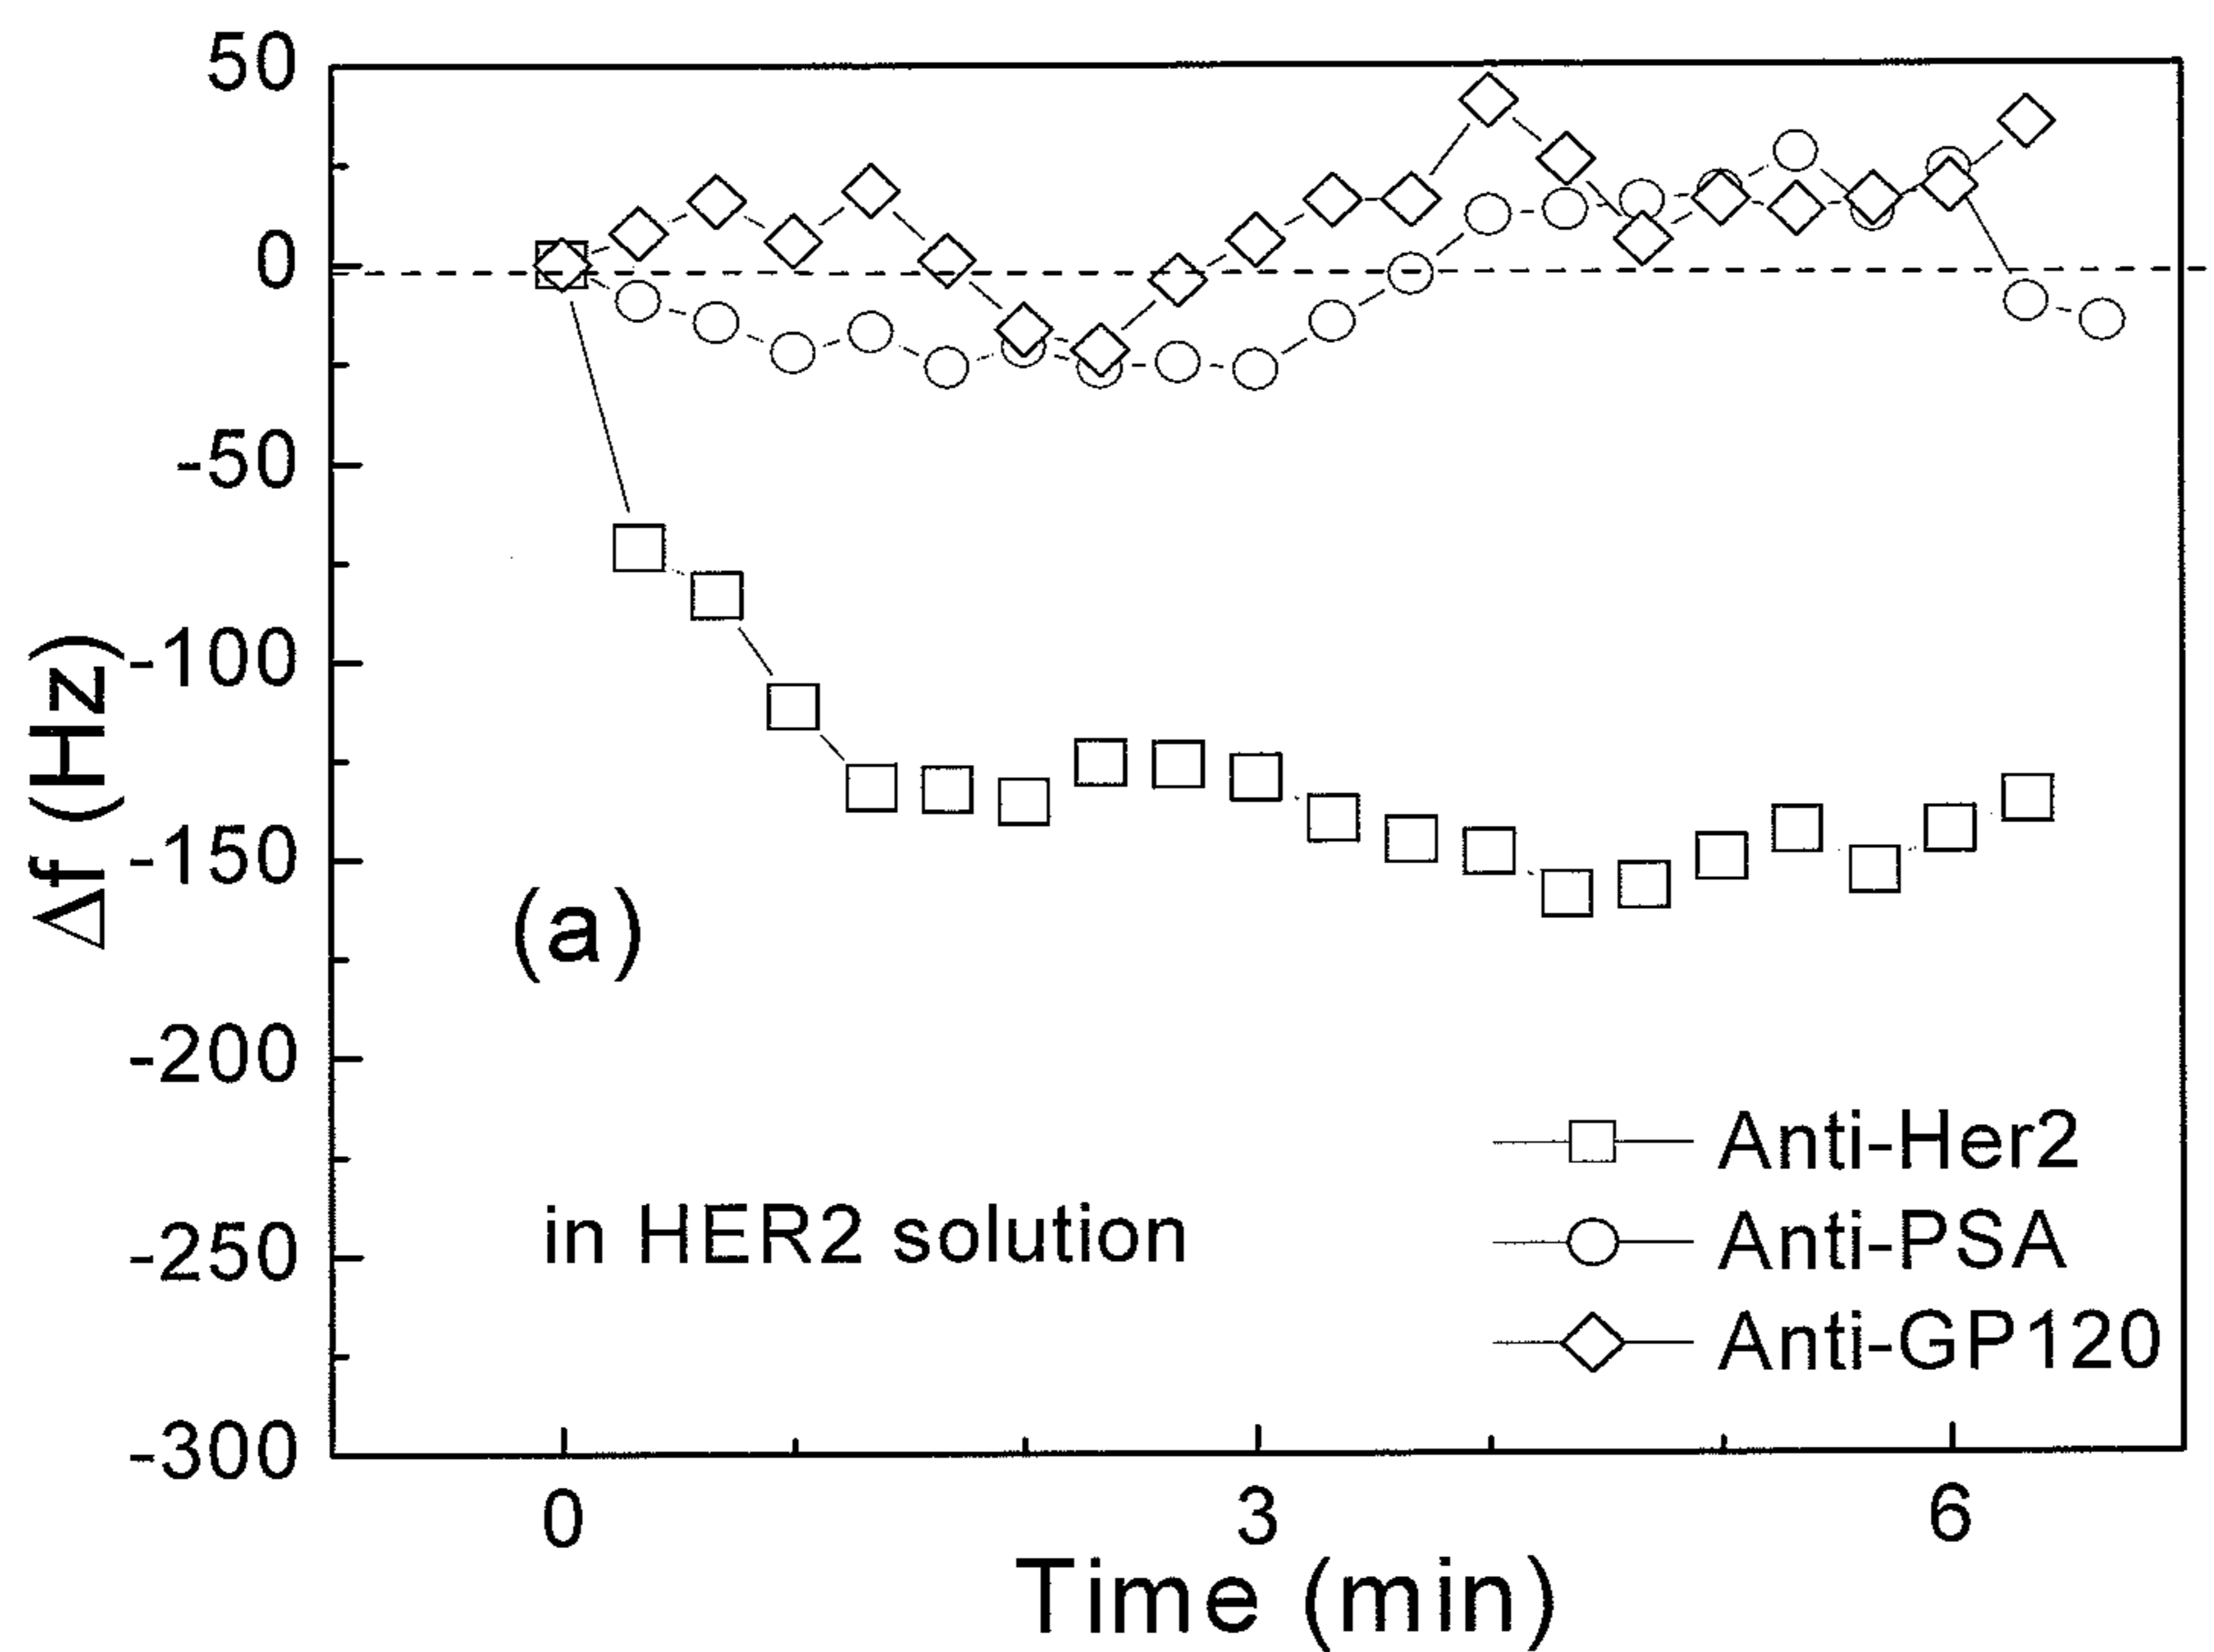 50
0
-50
-100
-150
-200
-250
-300
Δf (Hz)
(a)
in HER2 solution
Anti-Her2
Anti-PSA
Anti-GP120
0 3 6
Time (min)